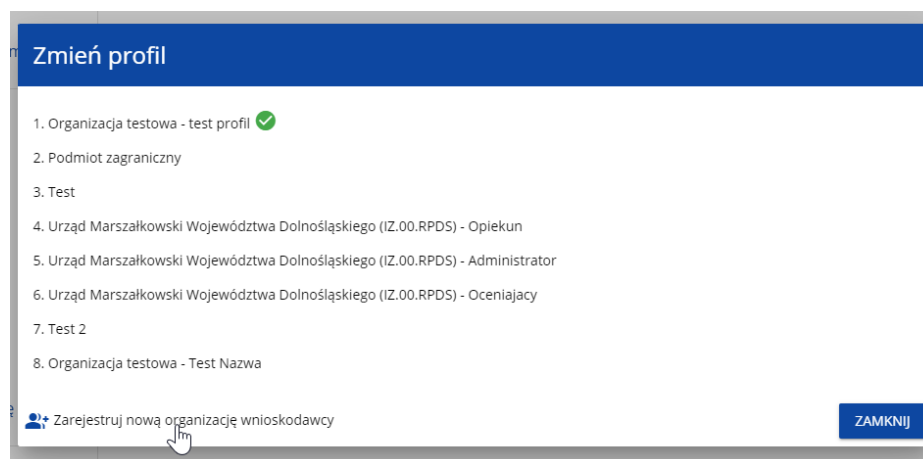 Zmień profil
1. Organizacja testowa - test profil
2. Podmiot zagraniczny
3. Test
4. Urząd Marszałkowski Województwa Dolnośląskiego (IZ.00.RPDS) - Opiekun
5. Urząd Marszałkowski Województwa Dolnośląskiego (IZ.00.RPDS) - Administrator
6. Urząd Marszałkowski Województwa Dolnośląskiego (IZ.00.RPDS) - Oceniajacy
7. Test 2
8. Organizacja testowa - Test Nazwa
Zarejestruj nową organizację wnioskodawcy
ZAMKNIJ